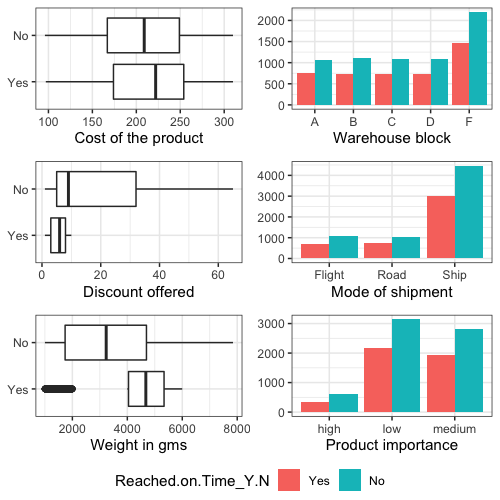 No
Yes
100 150 200 250 300
Cost of the product
2000
1500
1000
500
0
A B C D F
Warehouse block
No
Yes
0 20 40 60
Discount offered
4000
3000
2000
1000
0
Flight Road Ship
Mode of shipment
No
Yes
2000 4000 6000 8000
Weight in gms
3000
2000
1000
0
high low medium
Product importance
Reached.on.Time_Y.N Yes No